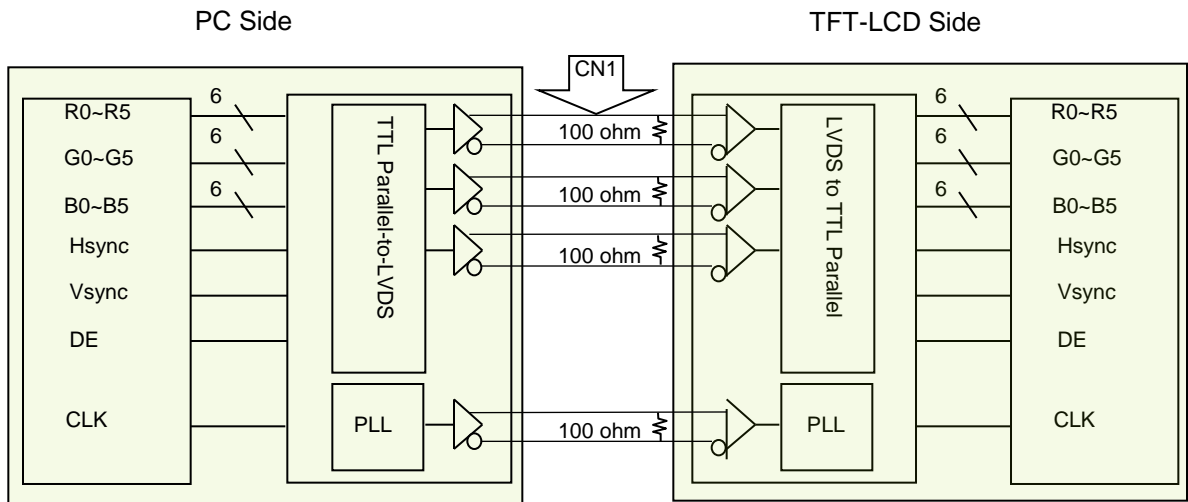 PC Side
TFT-LCD Side
CN1
R0~R5
6
G0~G5
6
B0~B5
6
Hsync
Vsync
DE
CLK
TTL Parallel-to-LVDS
PLL
100 ohm
100 ohm
100 ohm
100 ohm
LVDS to TTL Parallel
PLL
6
R0~R5
6
G0~G5
6
B0~B5
Hsync
Vsync
DE
CLK